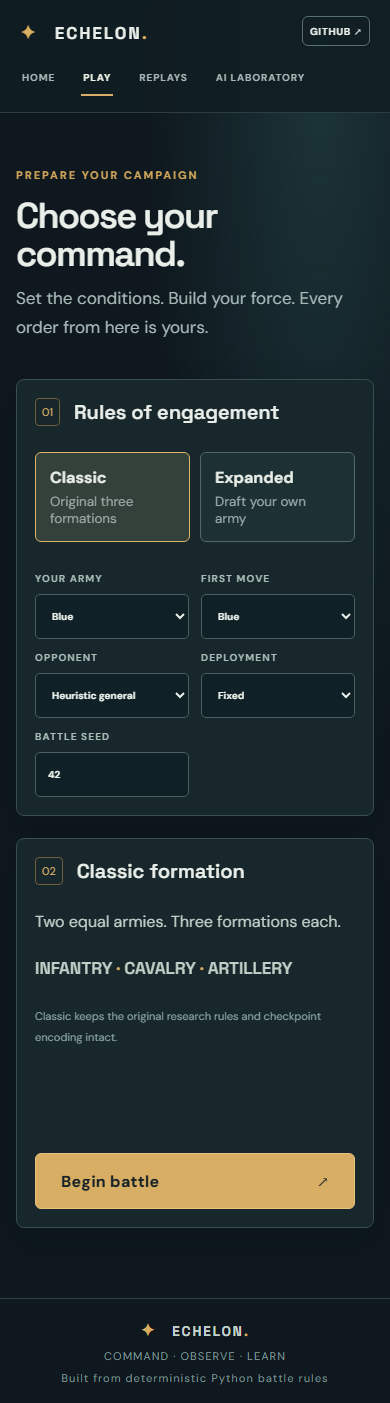 ECHELON.
GITHUB ↗
HOME PLAY REPLAYS AI LABORATORY
PREPARE YOUR CAMPAIGN
Choose your
command.
Set the conditions. Build your force. Every
order from here is yours.
01 Rules of engagement
Classic
Original three
formations
Expanded
Draft your own
army
YOUR ARMY
Blue
FIRST MOVE
Blue
OPPONENT
Heuristic general
DEPLOYMENT
Fixed
BATTLE SEED
42
02 Classic formation
Two equal armies. Three formations each.
INFANTRY · CAVALRY · ARTILLERY
Classic keeps the original research rules and checkpoint
encoding intact.
Begin battle ↗
ECHELON.
COMMAND · OBSERVE · LEARN
Built from deterministic Python battle rules